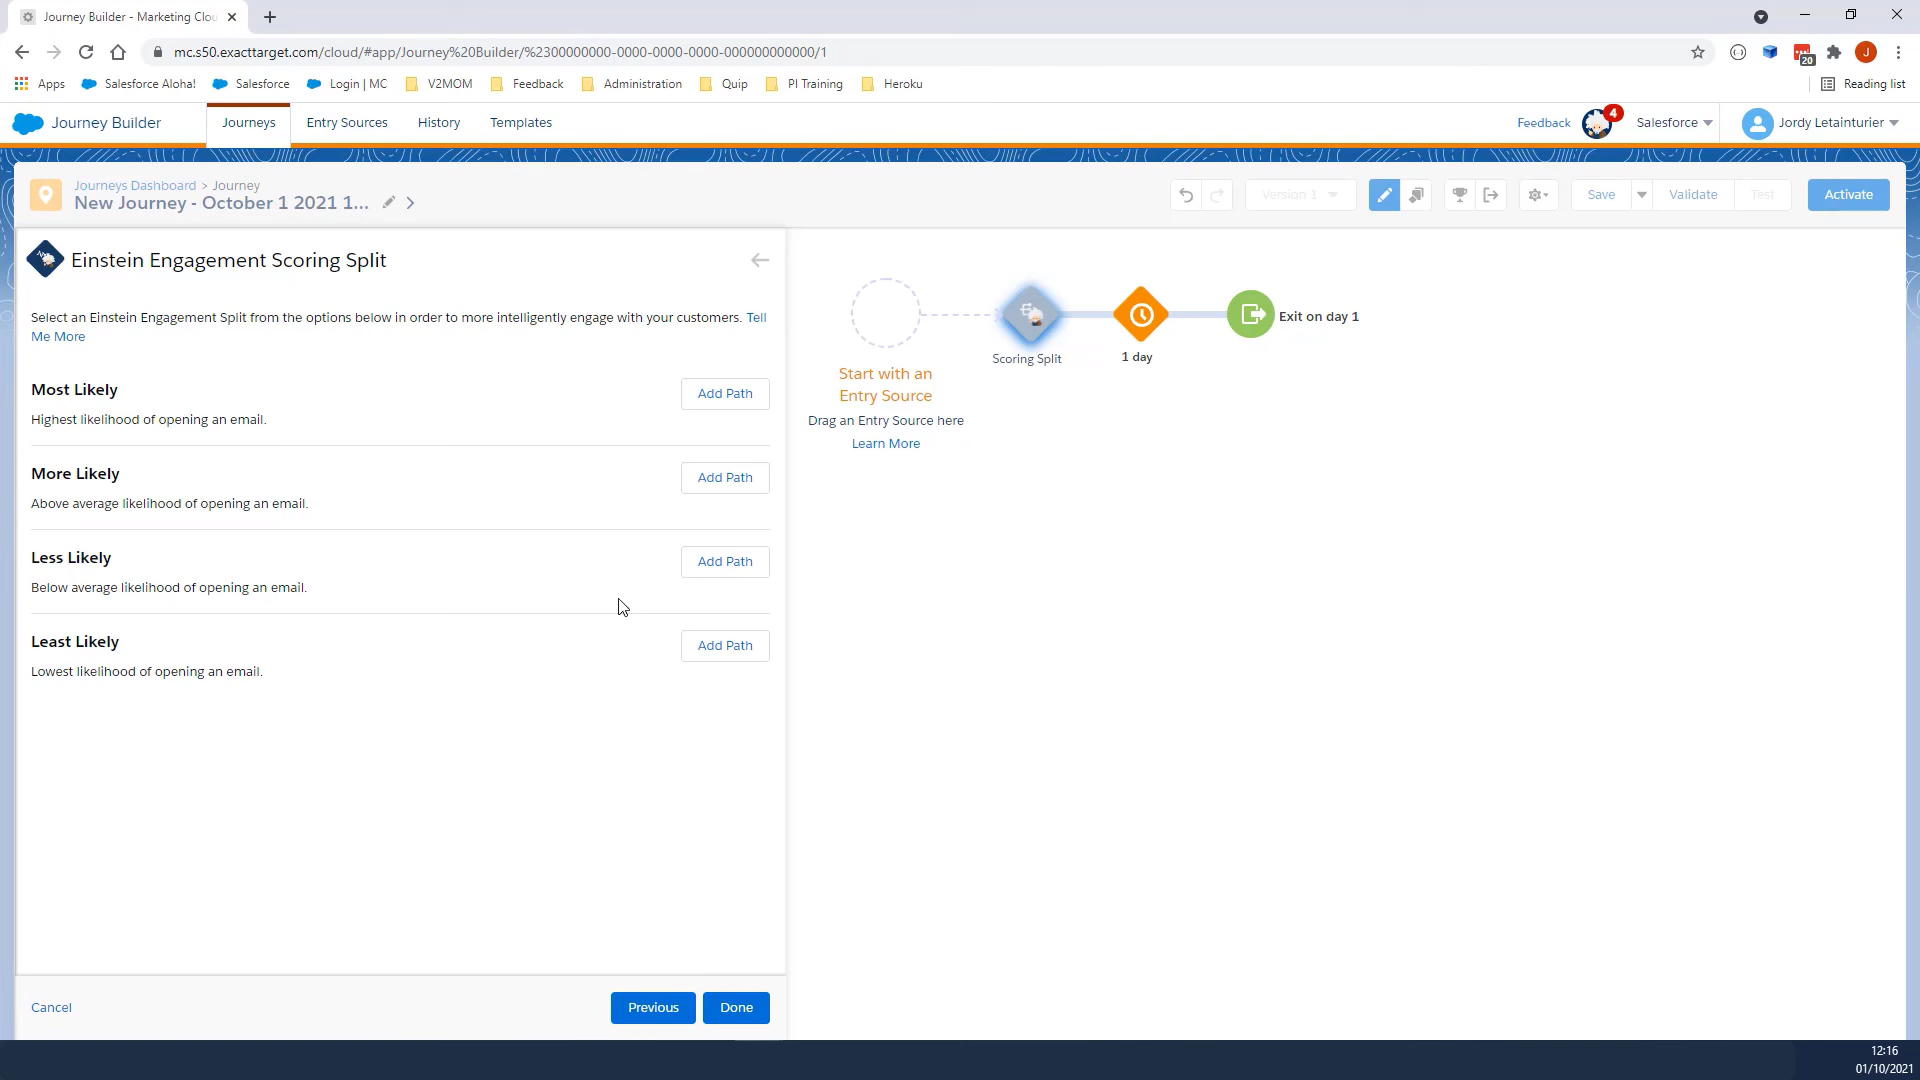 Journey Builder - Marketing Clou
mc.s50.exacttarget.com/cloud/#app/Journey%20Builder/%2300000000-0000-0000-0000-000000000000/1
20
J
Apps
Salesforce Aloha!
Salesforce
Login | MC
V2MOM
Feedback
Administration
Quip
PI Training
Heroku
Reading list
Journey Builder
Journeys
Entry Sources
History
Templates
Feedback
4
Salesforce
Jordy Letainturier
Journeys Dashboard > Journey
New Journey - October 1 2021 1...
Version 1
Save
Validate
Test
Activate
Einstein Engagement Scoring Split
Select an Einstein Engagement Split from the options below in order to more intelligently engage with your customers. Tell
Me More
Most Likely
Add Path
Highest likelihood of opening an email.
More Likely
Add Path
Above average likelihood of opening an email.
Less Likely
Add Path
Below average likelihood of opening an email.
Least Likely
Add Path
Lowest likelihood of opening an email.
Cancel
Previous
Done
Start with an
Entry Source
Drag an Entry Source here
Learn More
Scoring Split
1 day
Exit on day 1
12:16
01/10/2021